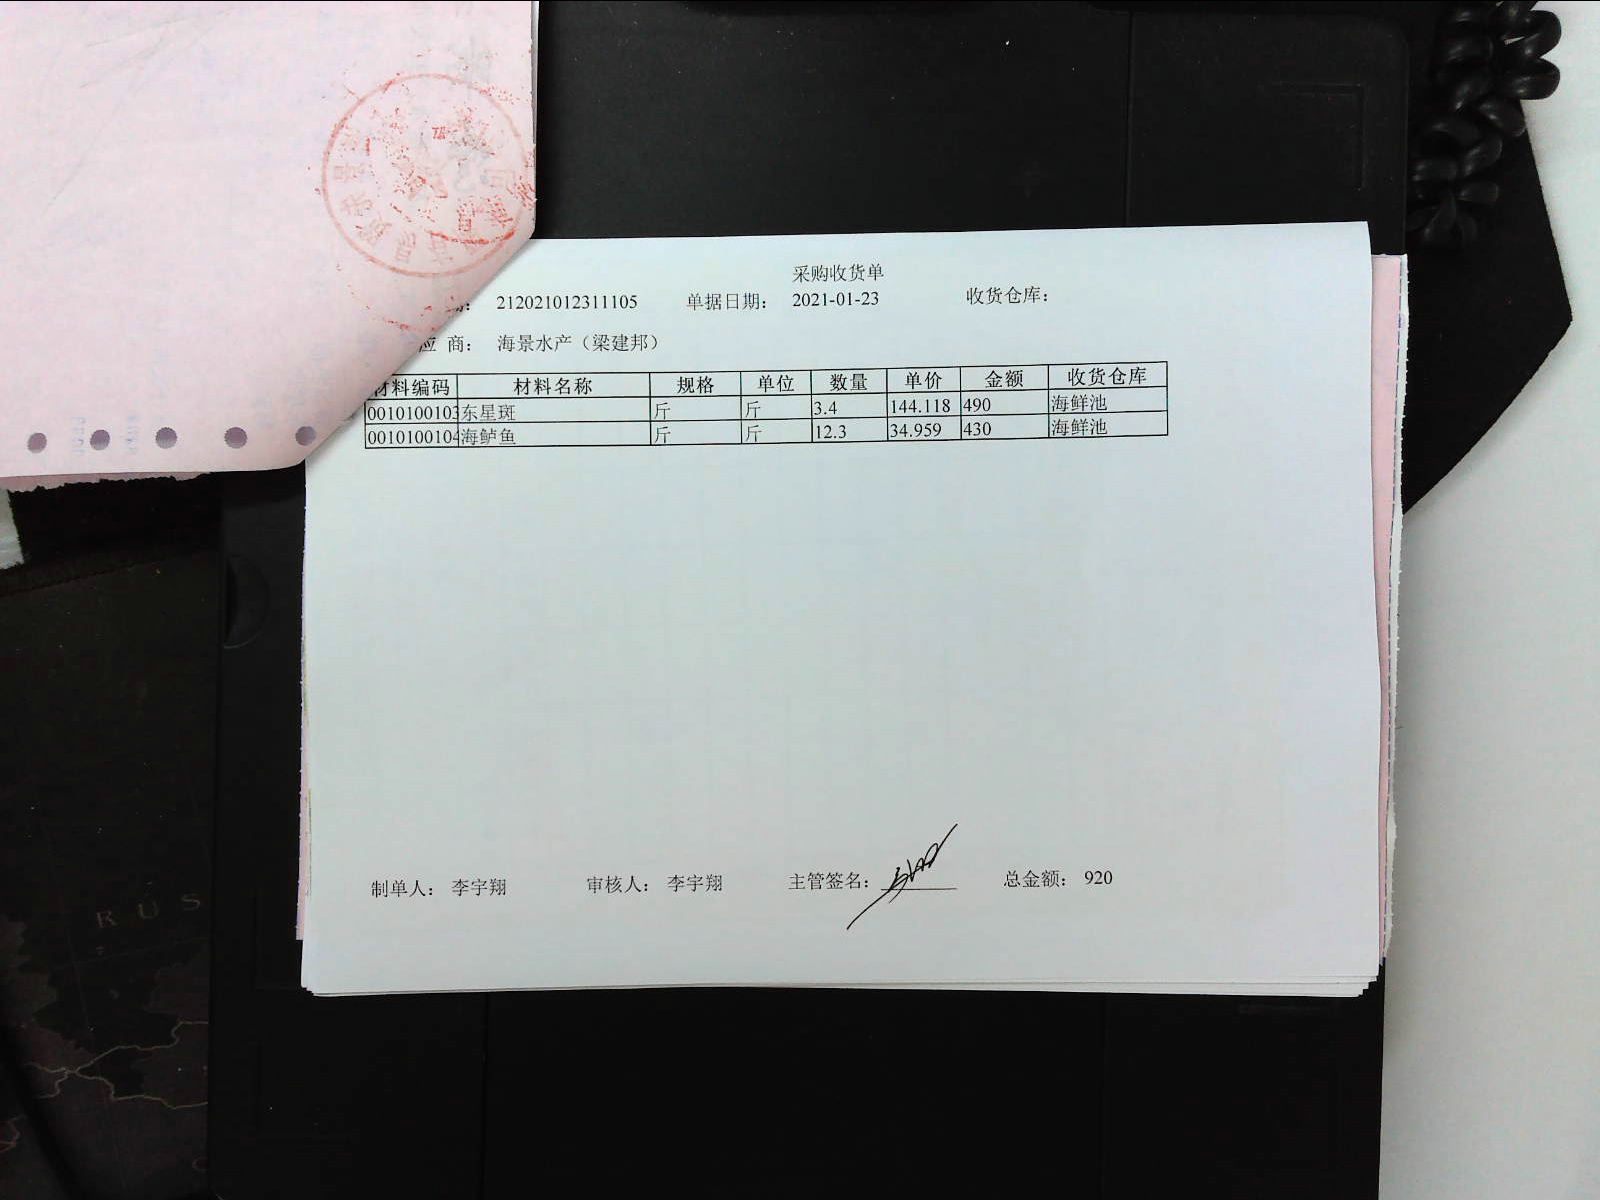 采购收货单
212021012311105 单据日期: 2021-01-23 收货仓库:
应 商: 海景水产（梁建邦）
材料编码 材料名称 规格 单位 数量 单价 金额 收货仓库
0010100103 东星斑 斤 斤 3.4 144.118 490 海鲜池
0010100104 海鲈鱼 斤 斤 12.3 34.959 430 海鲜池
制单人: 李宇翔 审核人: 李宇翔 主管签名: 总金额: 920
RUS